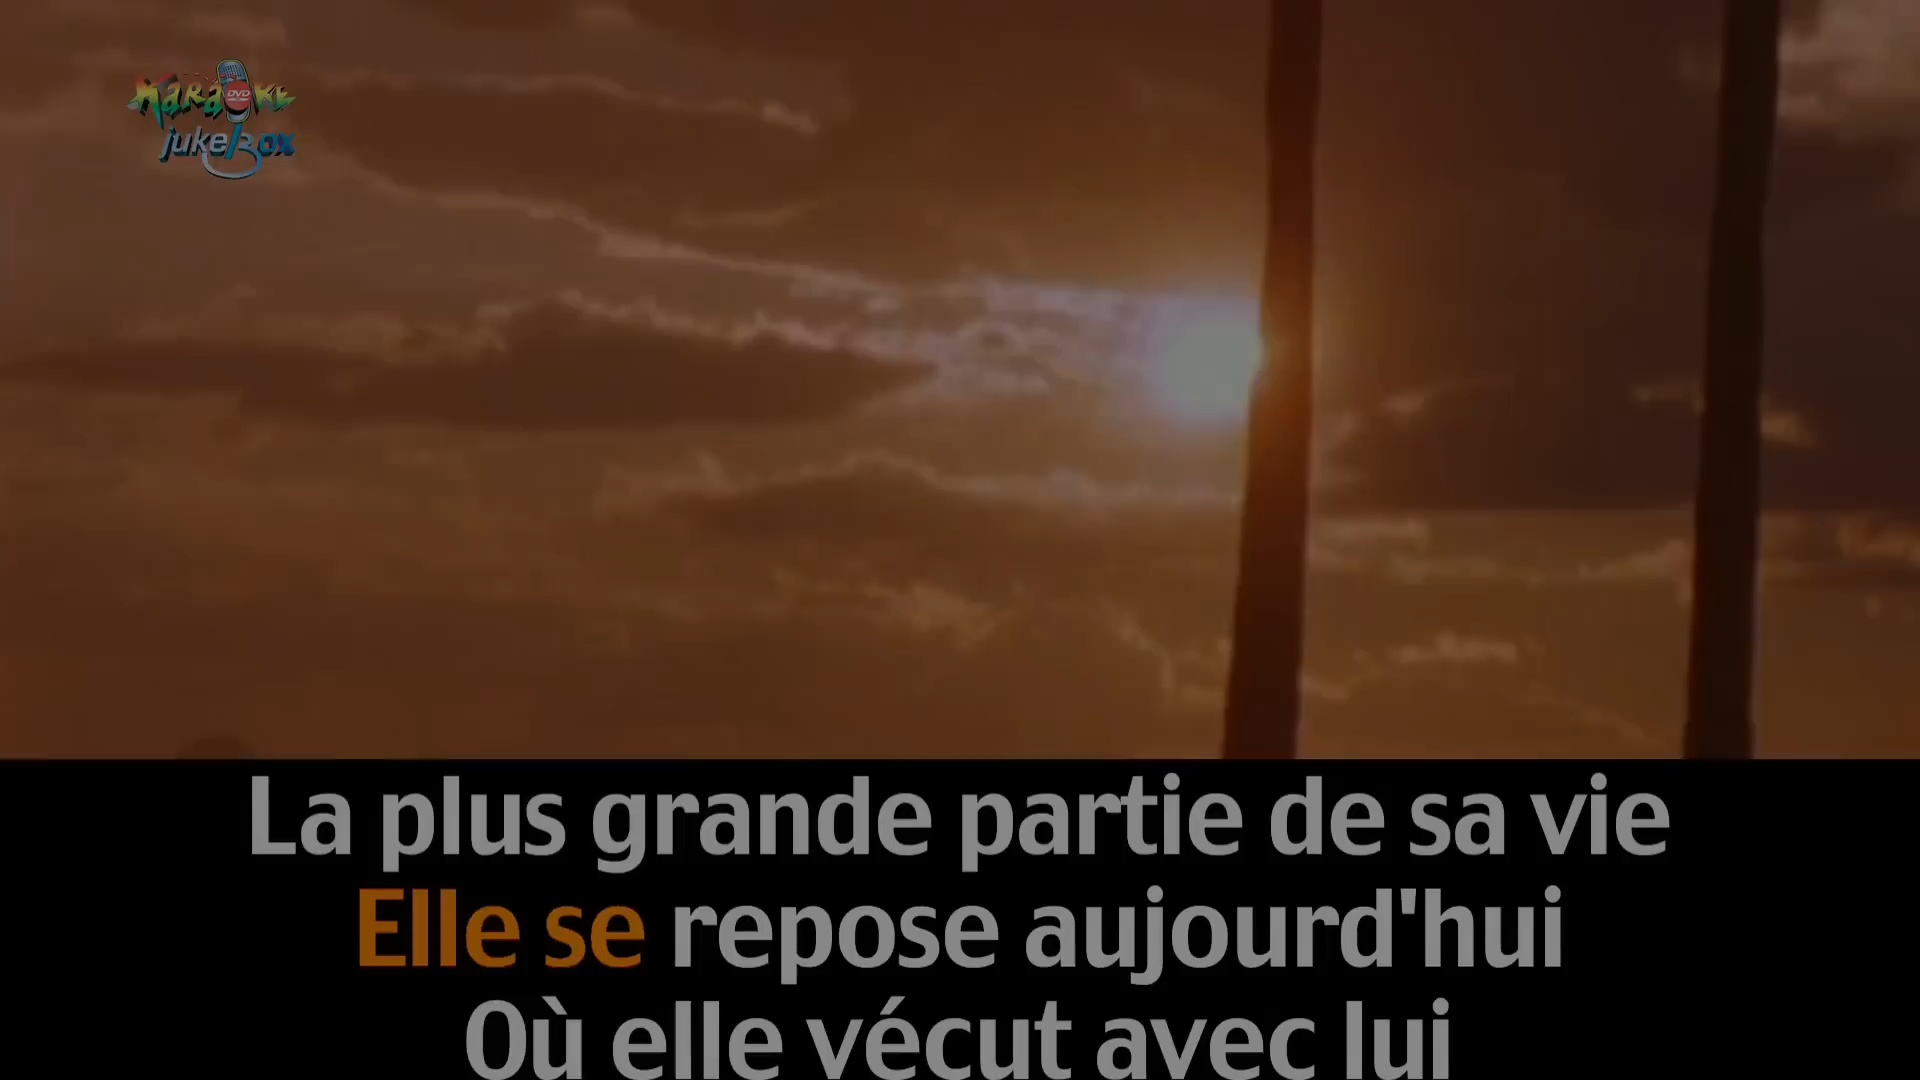 KaRaOKE
DVD
jukeBox
La plus grande partie de sa vie
Elle se repose aujourd'hui
Où elle vécut avec lui